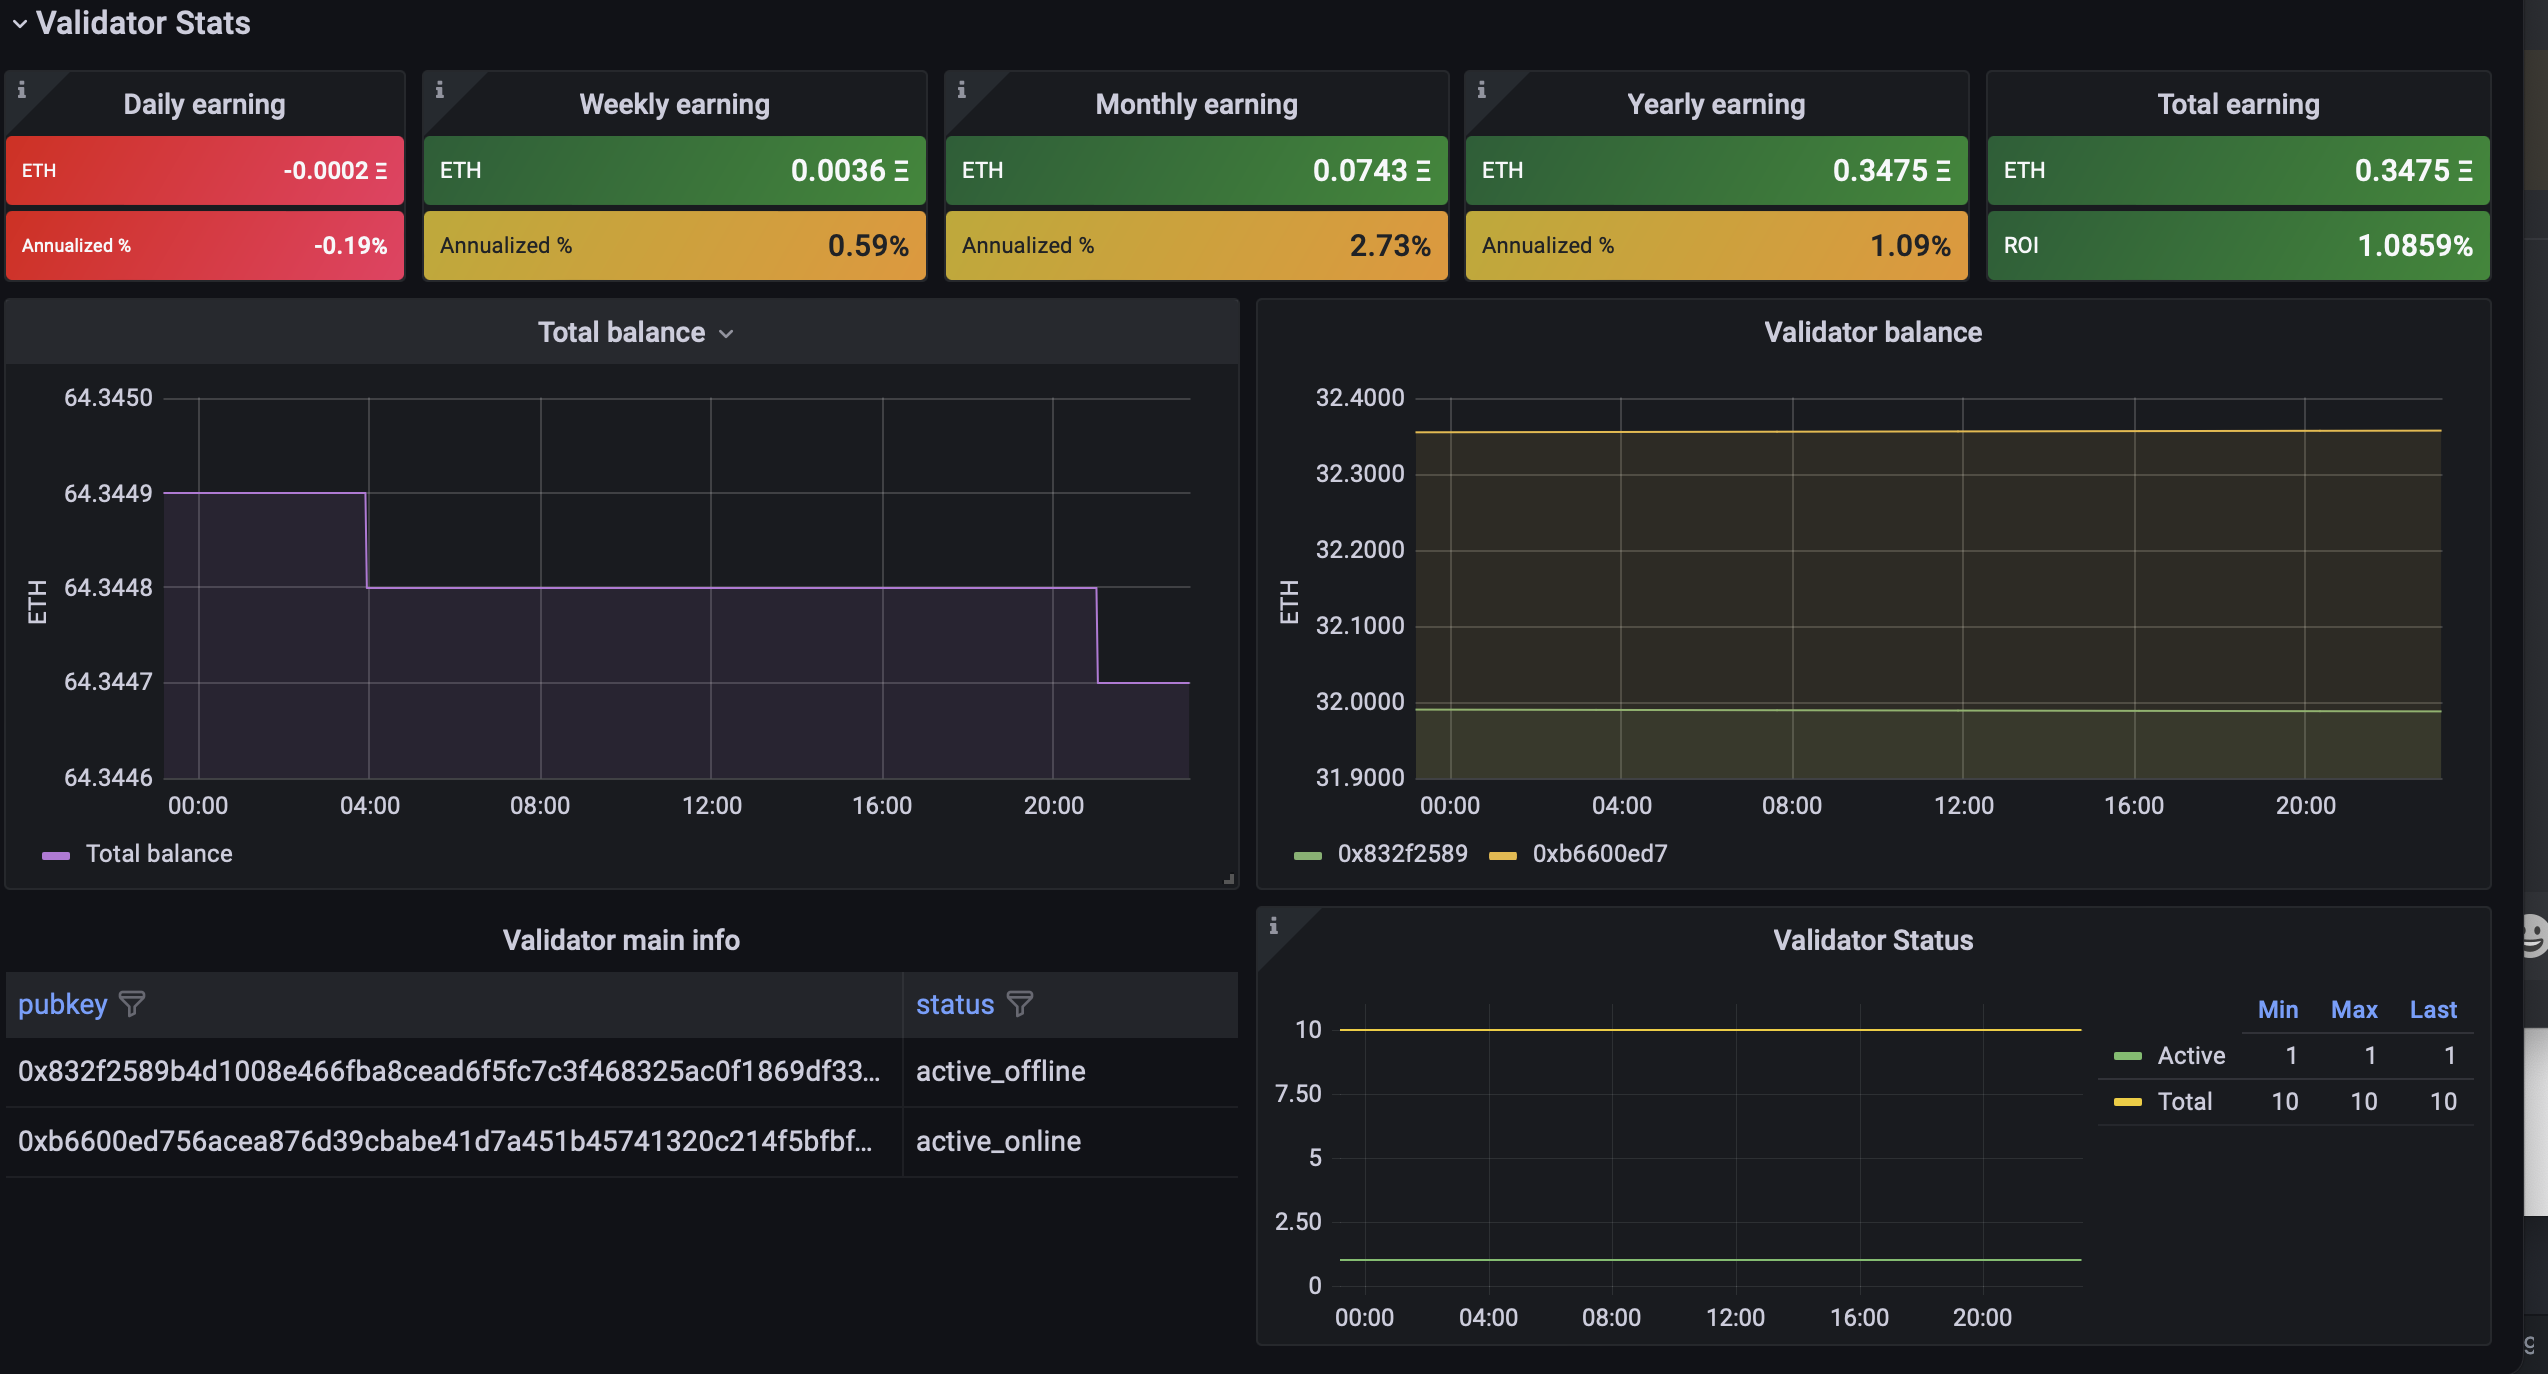 Validator Stats
Daily earning
ETH -0.0002 Ξ
Annualized % -0.19%
Weekly earning
ETH 0.0036 Ξ
Annualized % 0.59%
Monthly earning
ETH 0.0743 Ξ
Annualized % 2.73%
Yearly earning
ETH 0.3475 Ξ
Annualized % 1.09%
Total earning
ETH 0.3475 Ξ
ROI 1.0859%
Total balance
64.3450
64.3449
64.3448
64.3447
64.3446
ETH
00:00 04:00 08:00 12:00 16:00 20:00
Total balance
Validator balance
32.4000
32.3000
32.2000
32.1000
32.0000
31.9000
ETH
00:00 04:00 08:00 12:00 16:00 20:00
0x832f2589 0xb6600ed7
Validator main info
pubkey status
0x832f2589b4d1008e466fba8cead6f5fc7c3f468325ac0f1869df33... active_offline
0xb6600ed756acea876d39cbabe41d7a451b45741320c214f5bfbf... active_online
Validator Status
10
7.50
5
2.50
0
00:00 04:00 08:00 12:00 16:00 20:00
Min Max Last
Active 1 1 1
Total 10 10 10